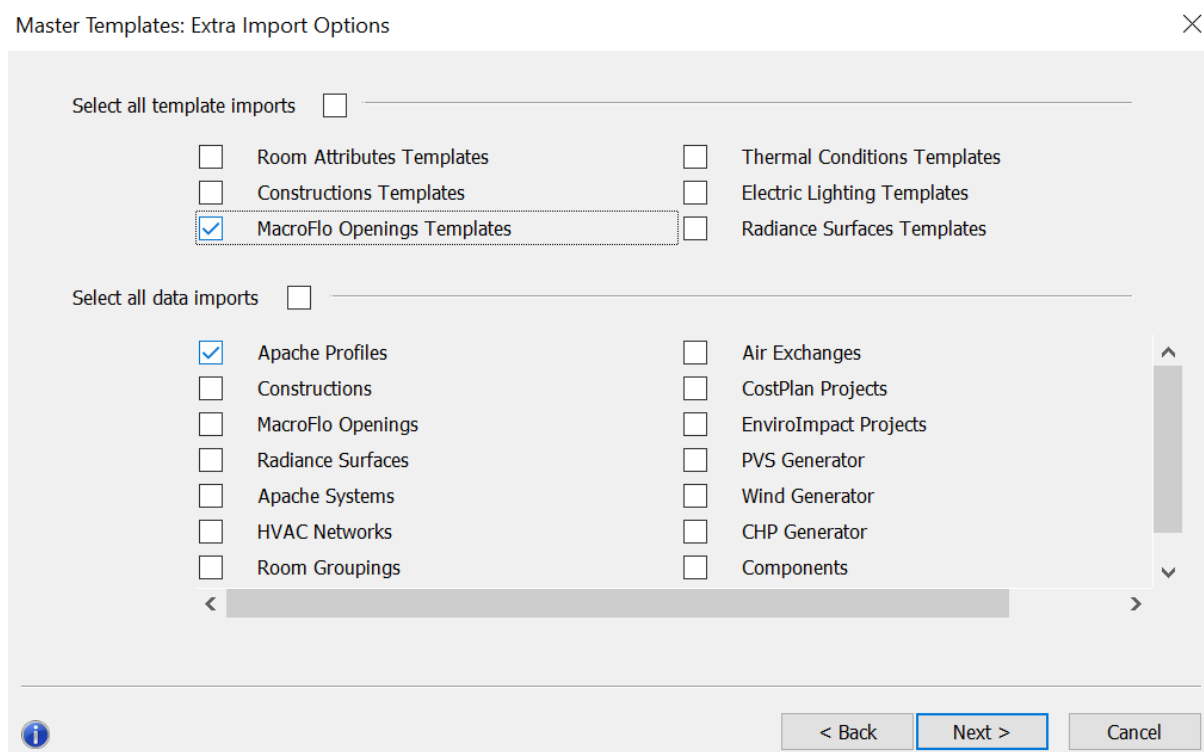 Master Templates: Extra Import Options
Select all template imports
Room Attributes Templates
Thermal Conditions Templates
Constructions Templates
Electric Lighting Templates
MacroFlo Openings Templates
Radiance Surfaces Templates
Select all data imports
Apache Profiles
Air Exchanges
Constructions
CostPlan Projects
MacroFlo Openings
EnviroImpact Projects
Radiance Surfaces
PVS Generator
Apache Systems
Wind Generator
HVAC Networks
CHP Generator
Room Groupings
Components
< Back
Next >
Cancel